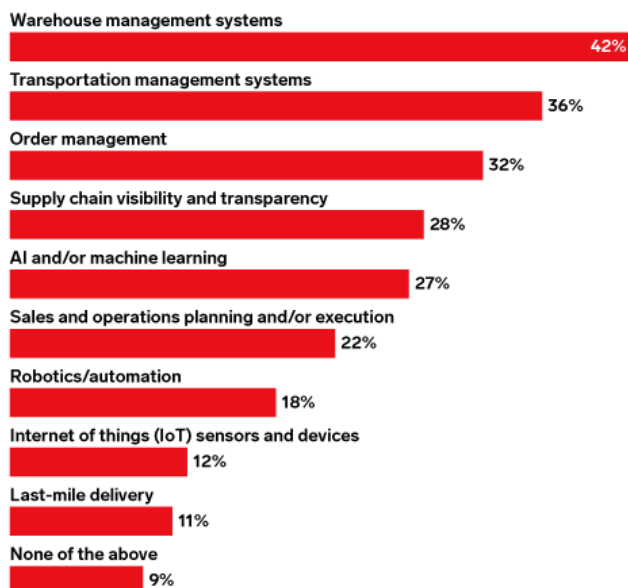 Warehouse management systems
42%
Transportation management systems
36%
Order management
32%
Supply chain visibility and transparency
28%
AI and/or machine learning
27%
Sales and operations planning and/or execution
22%
Robotics/automation
18%
Internet of things (IoT) sensors and devices
12%
Last-mile delivery
11%
None of the above
9%